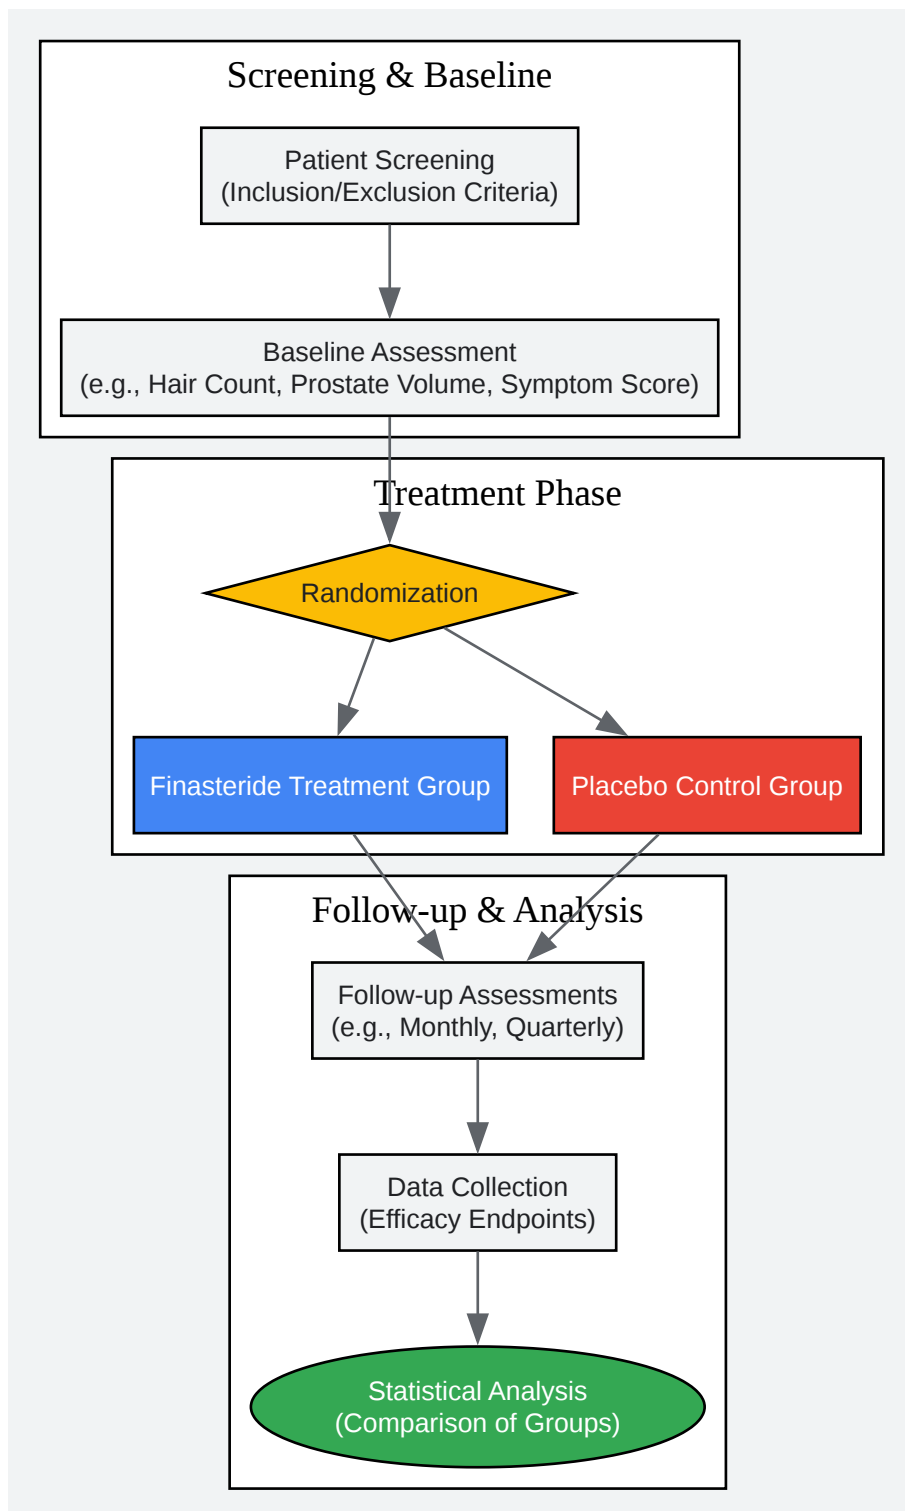 Screening & Baseline
Patient Screening
(Inclusion/Exclusion Criteria)
Baseline Assessment
(e.g., Hair Count, Prostate Volume, Symptom Score)
Treatment Phase
Randomization
Finasteride Treatment Group
Placebo Control Group
Follow-up & Analysis
Follow-up Assessments
(e.g., Monthly, Quarterly)
Data Collection
(Efficacy Endpoints)
Statistical Analysis
(Comparison of Groups)